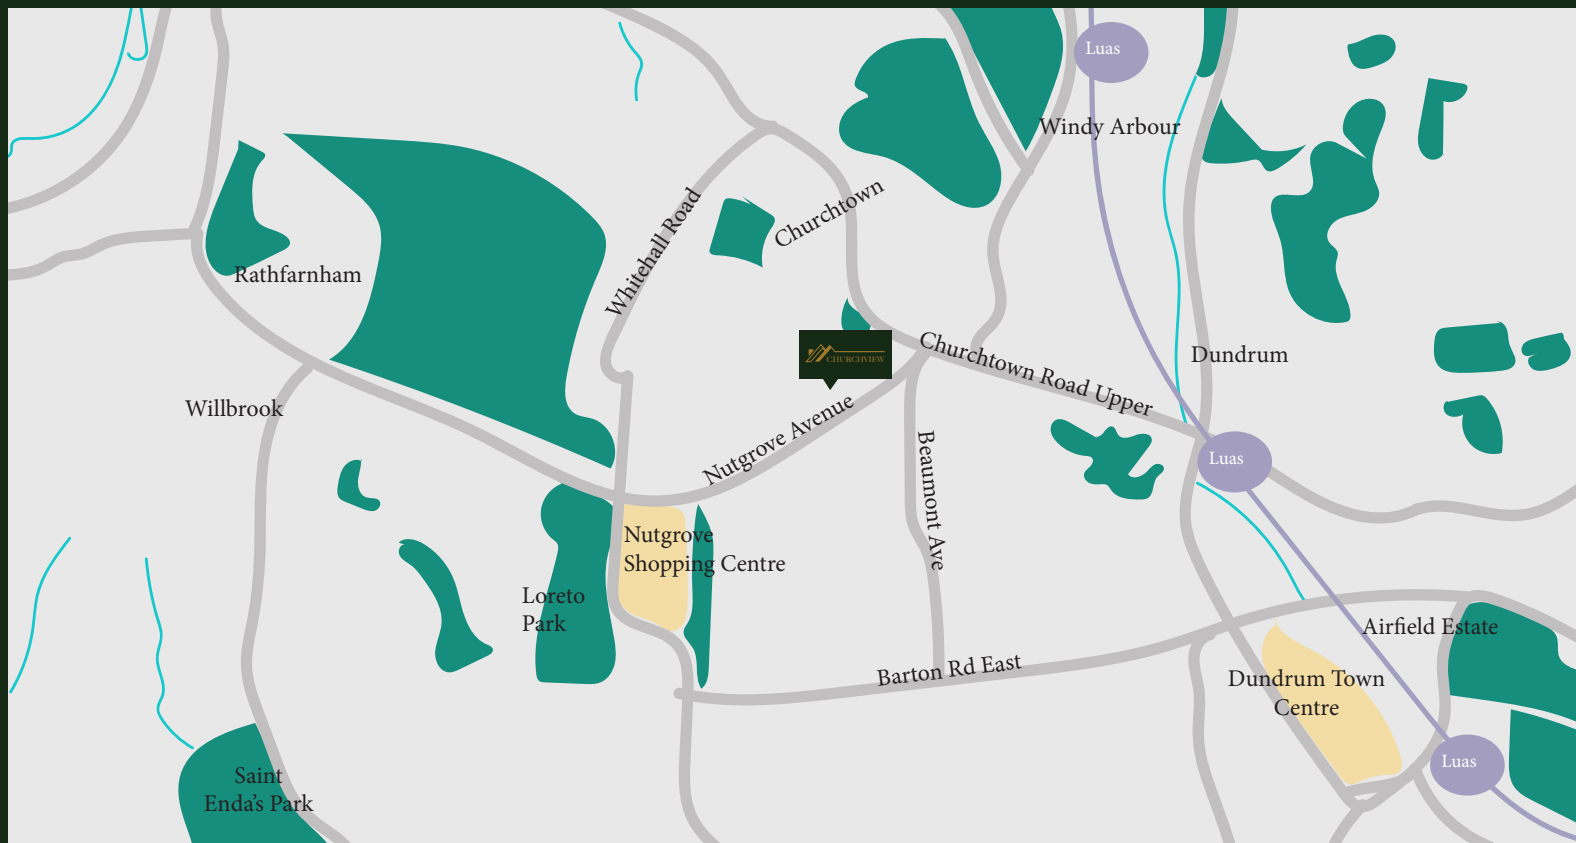 Luas
Windy Arbour
Whitehall Road
Churchtown
Rathfarnham
CHURCHVIEW
Churchtown Road Upper
Dundrum
Willbrook
Nutgrove Avenue
Beaumont Ave
Luas
Nutgrove
Shopping Centre
Loreto
Park
Airfield Estate
Barton Rd East
Dundrum Town
Centre
Luas
Saint
Enda's Park